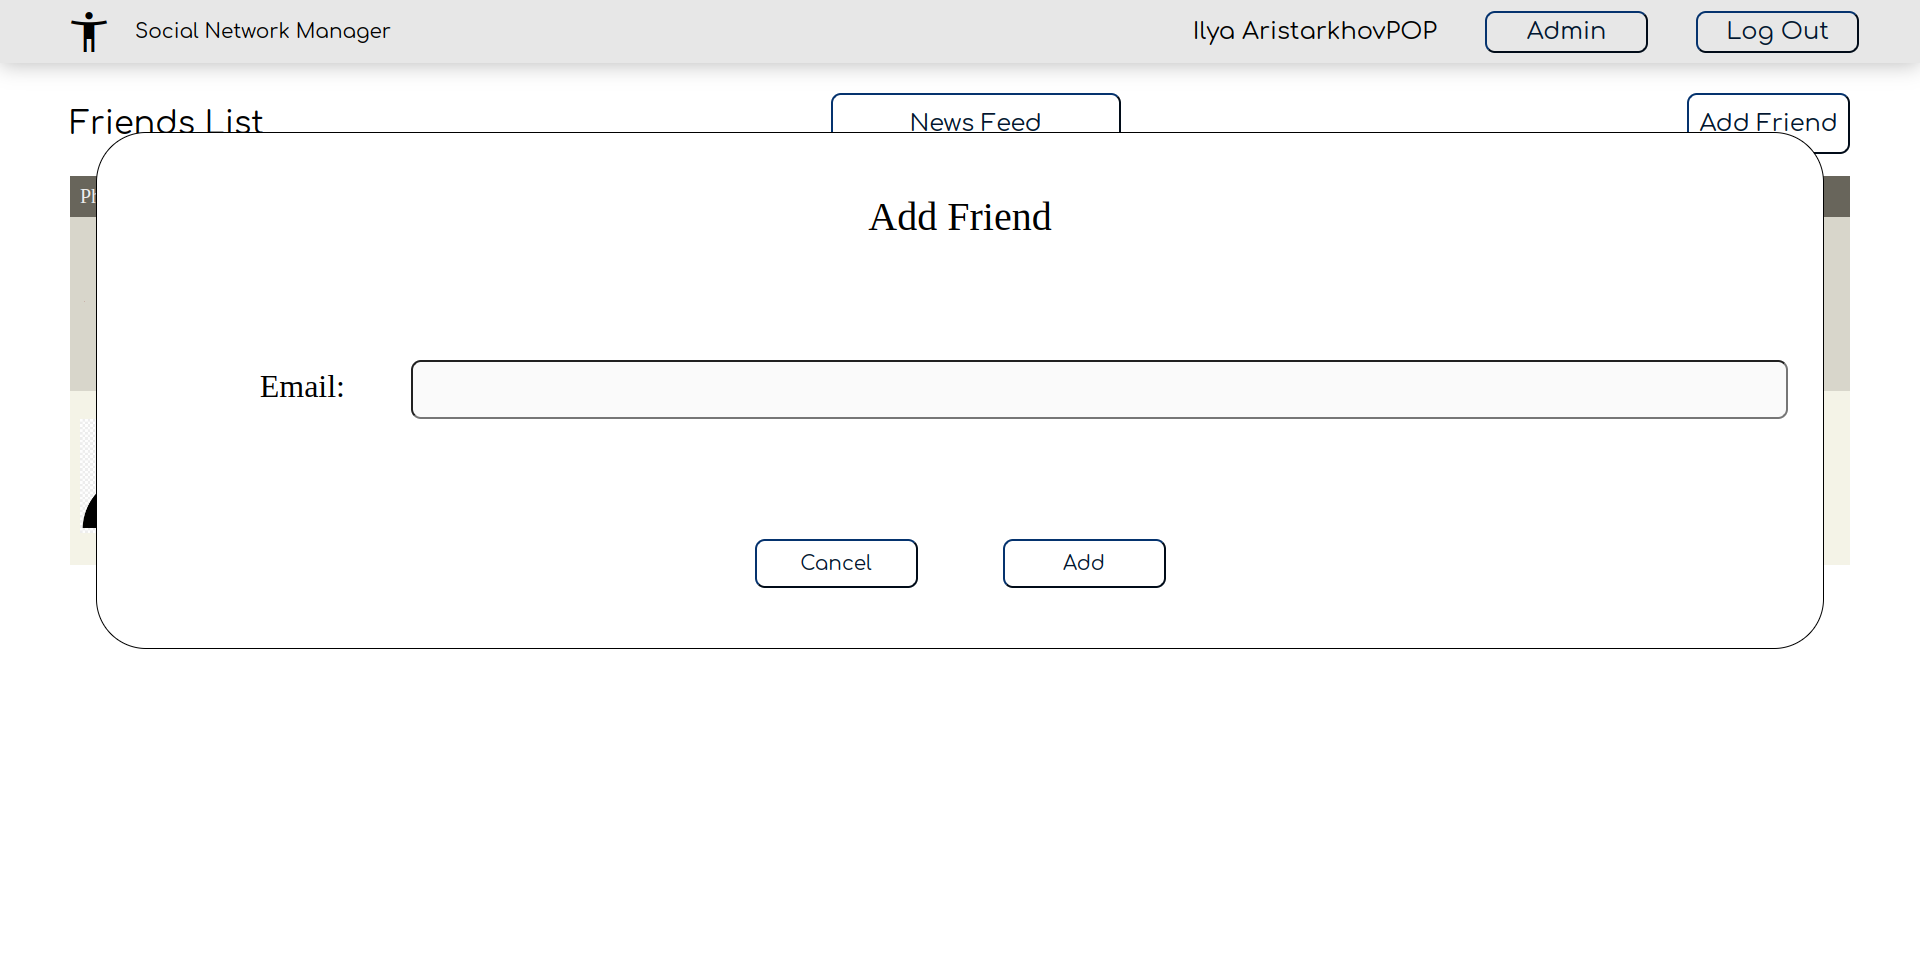 Social Network Manager
Ilya AristarkhovPOP
Admin
Log Out
Friends List
News Feed
Add Friend
Add Friend
Email:
Cancel
Add